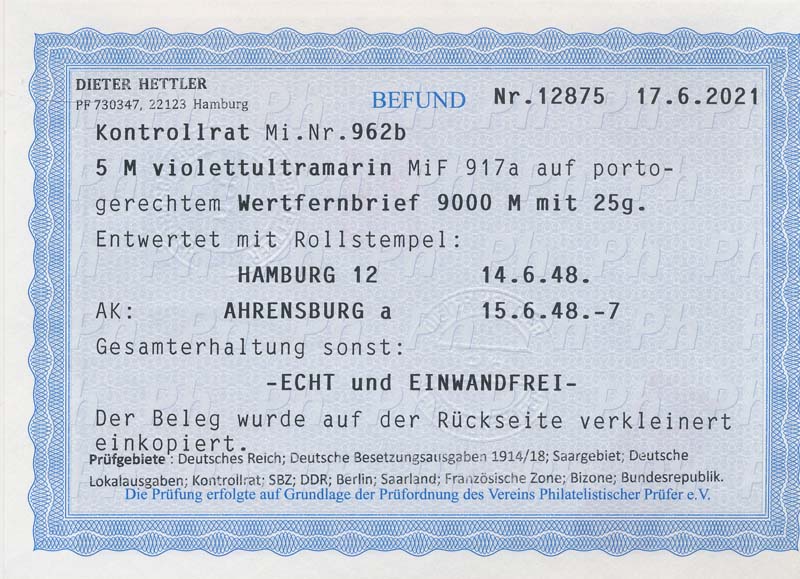 DIETER HETTLER
PF 730347, 22123 Hamburg
BEFUND Nr.12875 17.6.2021
Kontrollrat Mi.Nr.962b
5 M violettultramarin MiF 917a auf porto-
gerechtem Wertfernbrief 9000 M mit 25g.
Entwertet mit Rollstempel:
HAMBURG 12 14.6.48.
AK: AHRENSBURG a 15.6.48.-7
Gesamterhaltung sonst:
-ECHT und EINWANDFREI-
Der Beleg wurde auf der Rückseite verkleinert
einkopiert.
Prüfgebiete : Deutsches Reich; Deutsche Besetzungsausgaben 1914/18; Saargebiet; Deutsche
Lokalausgaben; Kontrollrat; SBZ; DDR; Berlin; Saarland; Französische Zone; Bizone; Bundesrepublik.
Die Prüfung erfolgte auf Grundlage der Prüfordnung des Vereins Philatelistischer Prüfer e.V.